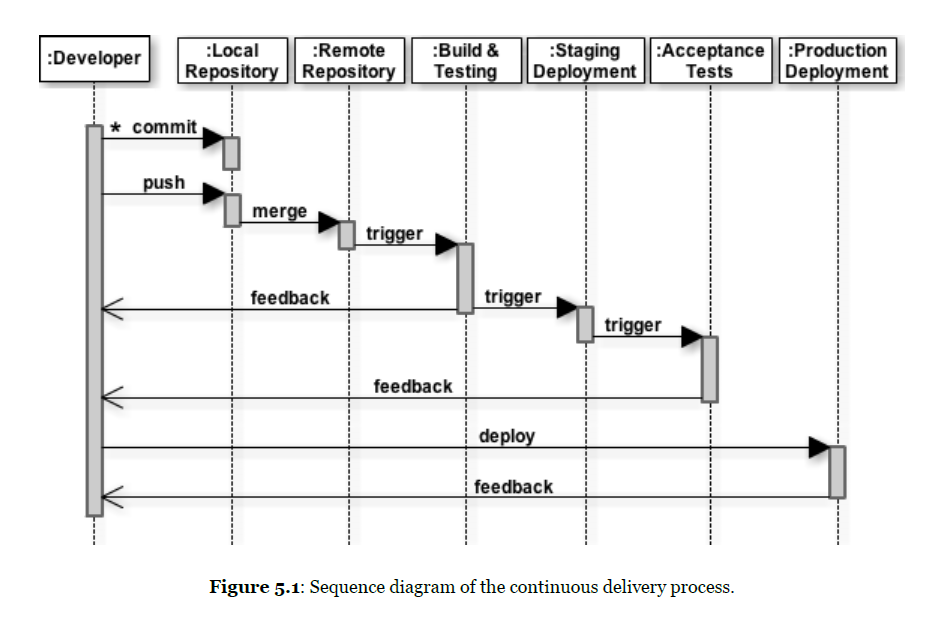 :Developer
:Local
Repository
:Remote
Repository
:Build &
Testing
:Staging
Deployment
:Acceptance
Tests
:Production
Deployment
* commit
push
merge
trigger
feedback
trigger
trigger
feedback
deploy
feedback
Figure 5.1: Sequence diagram of the continuous delivery process.